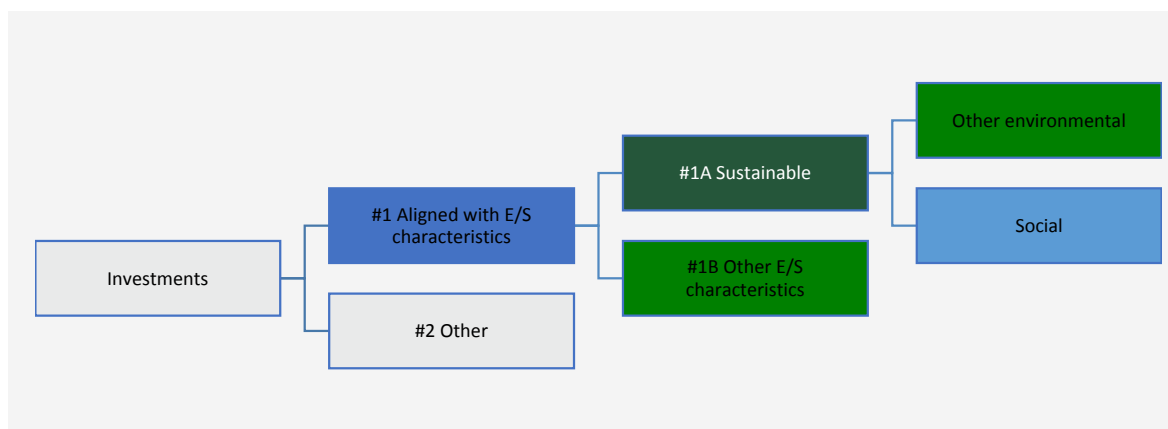 Other environmental
#1A Sustainable
#1 Aligned with E/S
characteristics
Social
Investments
#1B Other E/S
characteristics
#2 Other